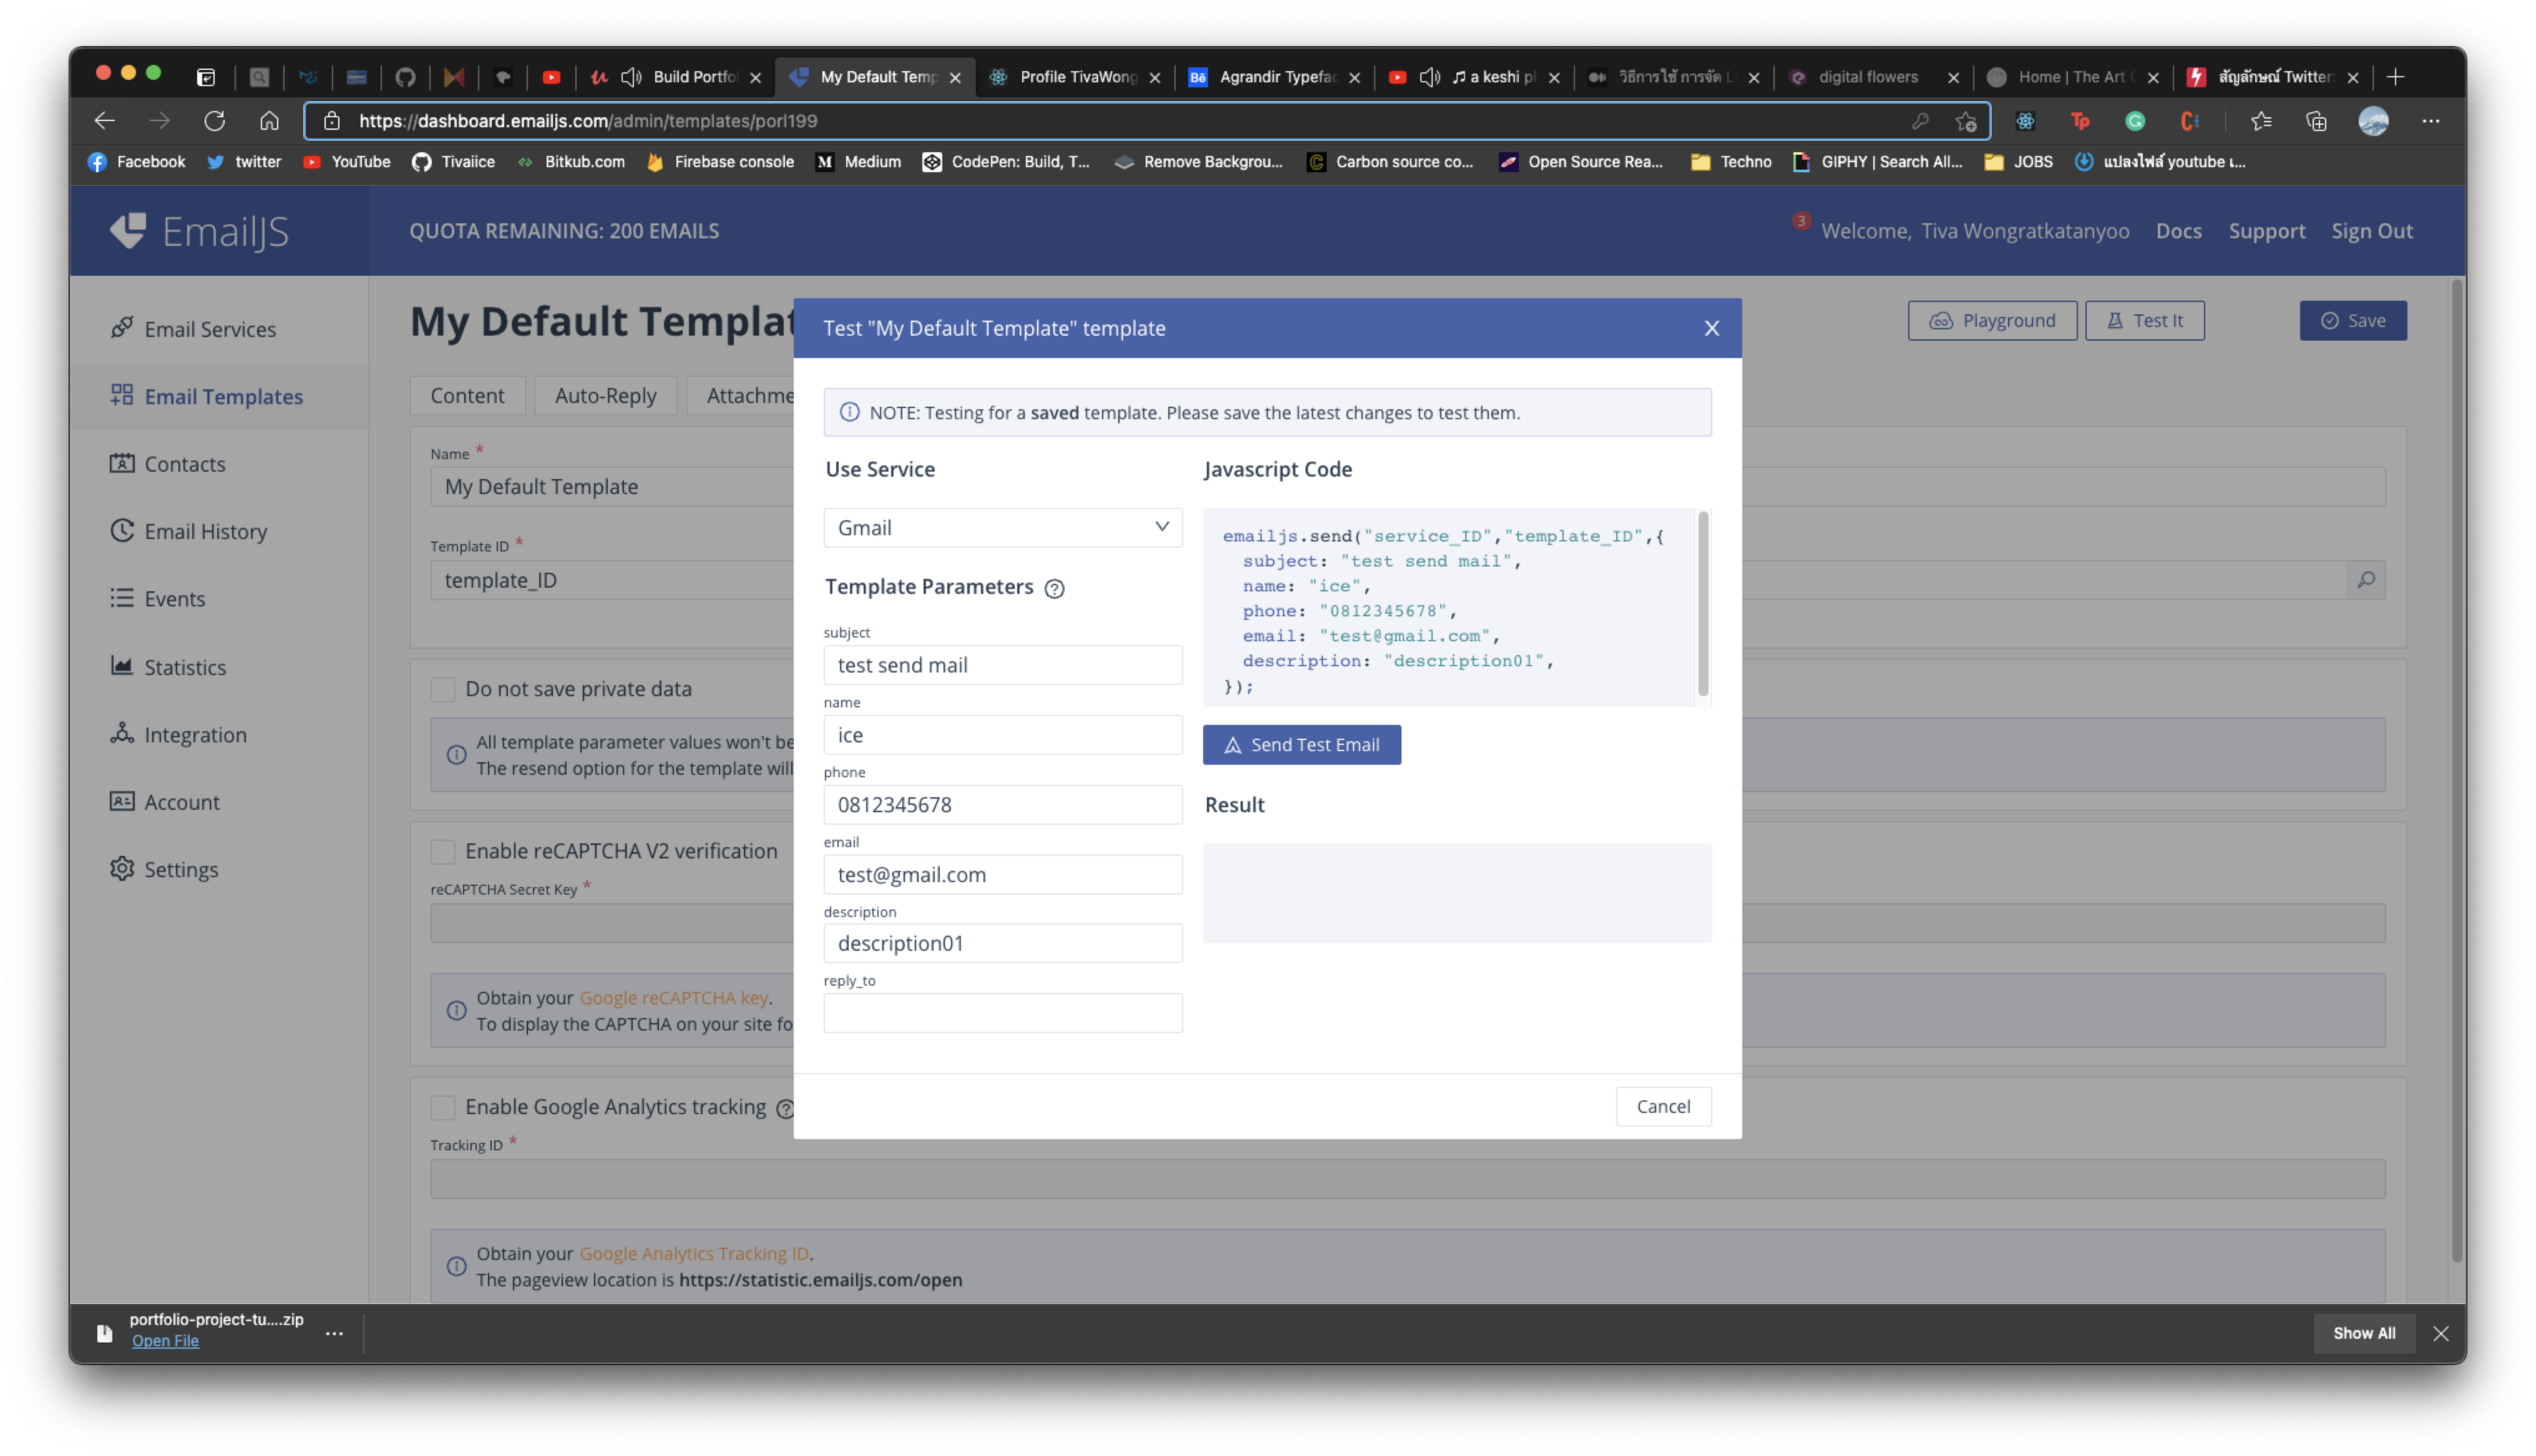 Build Portfo
My Default Temp
Profile TivaWong
Bē Agrandir Typefac
a keshi p
วิธีการใช้ การจัด L
digital flowers
Home | The Art
สัญลักษณ์ Twitter
https://dashboard.emailjs.com/admin/templates/porl199
Facebook
twitter
YouTube
Tivaiice
Bitkub.com
Firebase console
Medium
CodePen: Build, T...
Remove Backgrou...
Carbon source co...
Open Source Rea...
Techno
GIPHY | Search All...
JOBS
แปลงไฟล์ youtube เ...
EmailJS
QUOTA REMAINING: 200 EMAILS
3
Welcome, Tiva Wongratkatanyoo
Docs
Support
Sign Out
Email Services
Email Templates
Contacts
Email History
Events
Statistics
Integration
Account
Settings
My Default Templat
Playground
Test It
Save
Content
Auto-Reply
Attachme
Name *
My Default Template
Template ID *
template_ID
Do not save private data
All template parameter values won't be
The resend option for the template will
Enable reCAPTCHA V2 verification
reCAPTCHA Secret Key *
Obtain your Google reCAPTCHA key.
To display the CAPTCHA on your site fo
Enable Google Analytics tracking
Tracking ID *
Obtain your Google Analytics Tracking ID.
The pageview location is https://statistic.emailjs.com/open
Test "My Default Template" template
X
NOTE: Testing for a saved template. Please save the latest changes to test them.
Use Service
Gmail
Template Parameters ?
subject
test send mail
name
ice
phone
0812345678
email
test@gmail.com
description
description01
reply_to
Javascript Code
emailjs.send("service_ID","template_ID",{
subject: "test send mail",
name: "ice",
phone: "0812345678",
email: "test@gmail.com",
description: "description01",
});
Send Test Email
Result
Cancel
portfolio-project-tu....zip
Open File
Show All